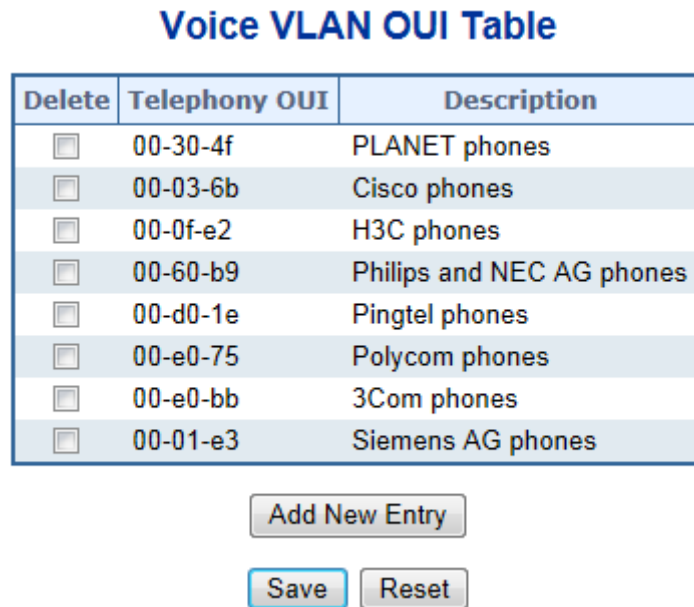 Voice VLAN OUI Table
Delete Telephony OUI Description
00-30-4f PLANET phones
00-03-6b Cisco phones
00-0f-e2 H3C phones
00-60-b9 Philips and NEC AG phones
00-d0-1e Pingtel phones
00-e0-75 Polycom phones
00-e0-bb 3Com phones
00-01-e3 Siemens AG phones
Add New Entry
Save Reset